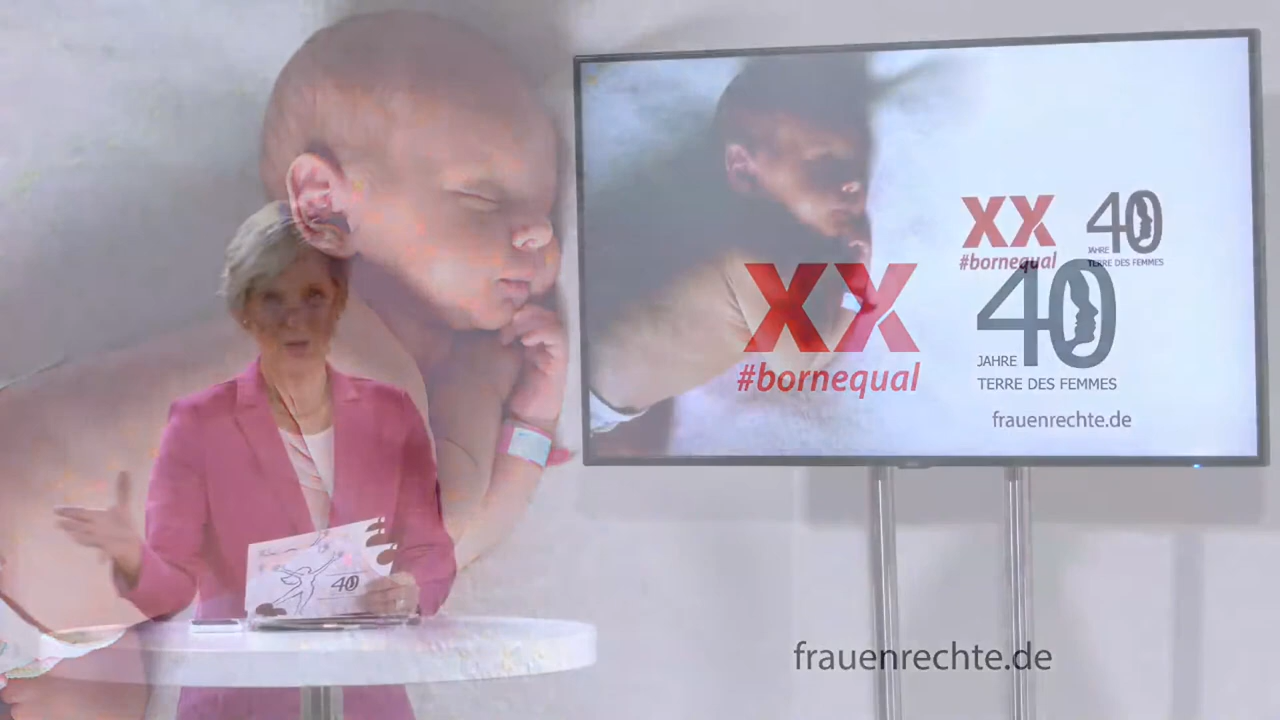 XX
#bornequal
40
JAHRE
TERRE DES FEMMES
XX
#bornequal
40
JAHRE
TERRE DES FEMMES
frauenrechte.de
40
frauenrechte.de